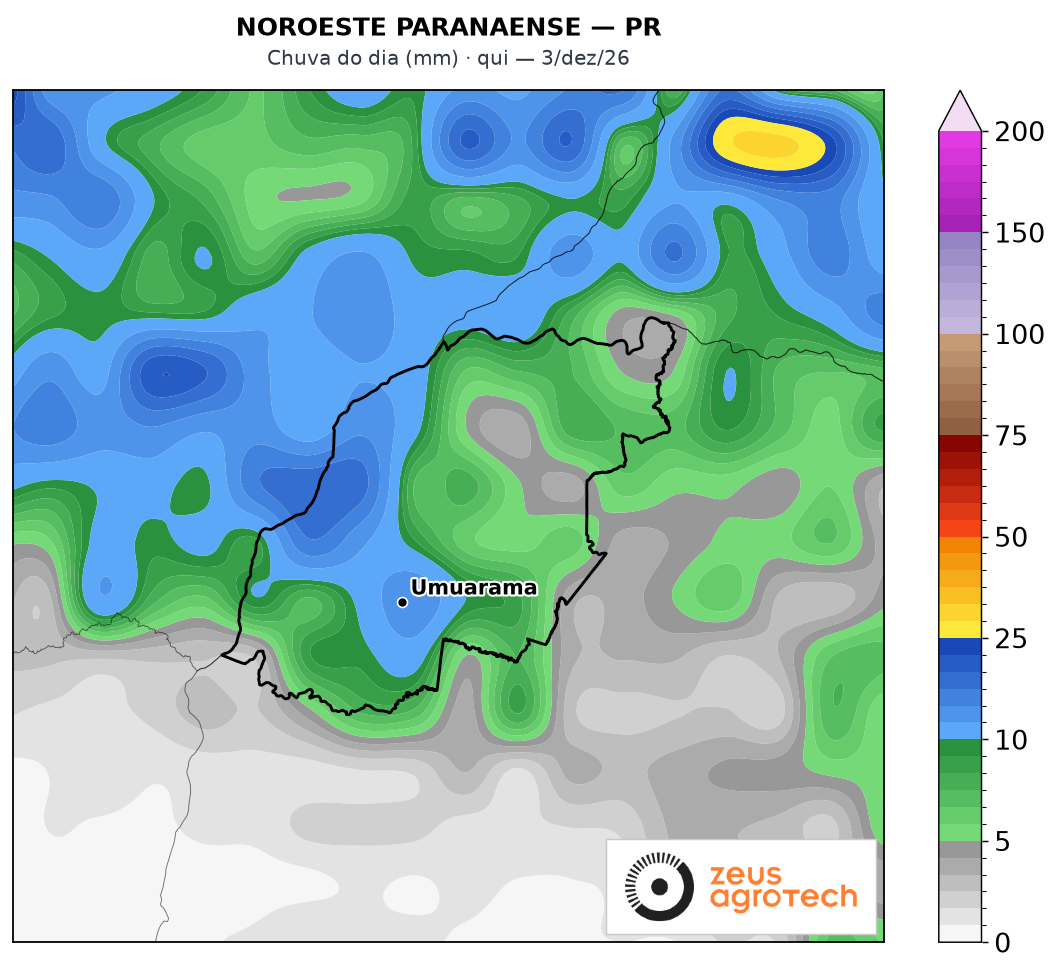 NOROESTE PARANAENSE — PR
Chuva do dia (mm) · qui — 3/dez/26
200
150
100
75
50
25
10
5
0
Umuarama
zeus
agrotech